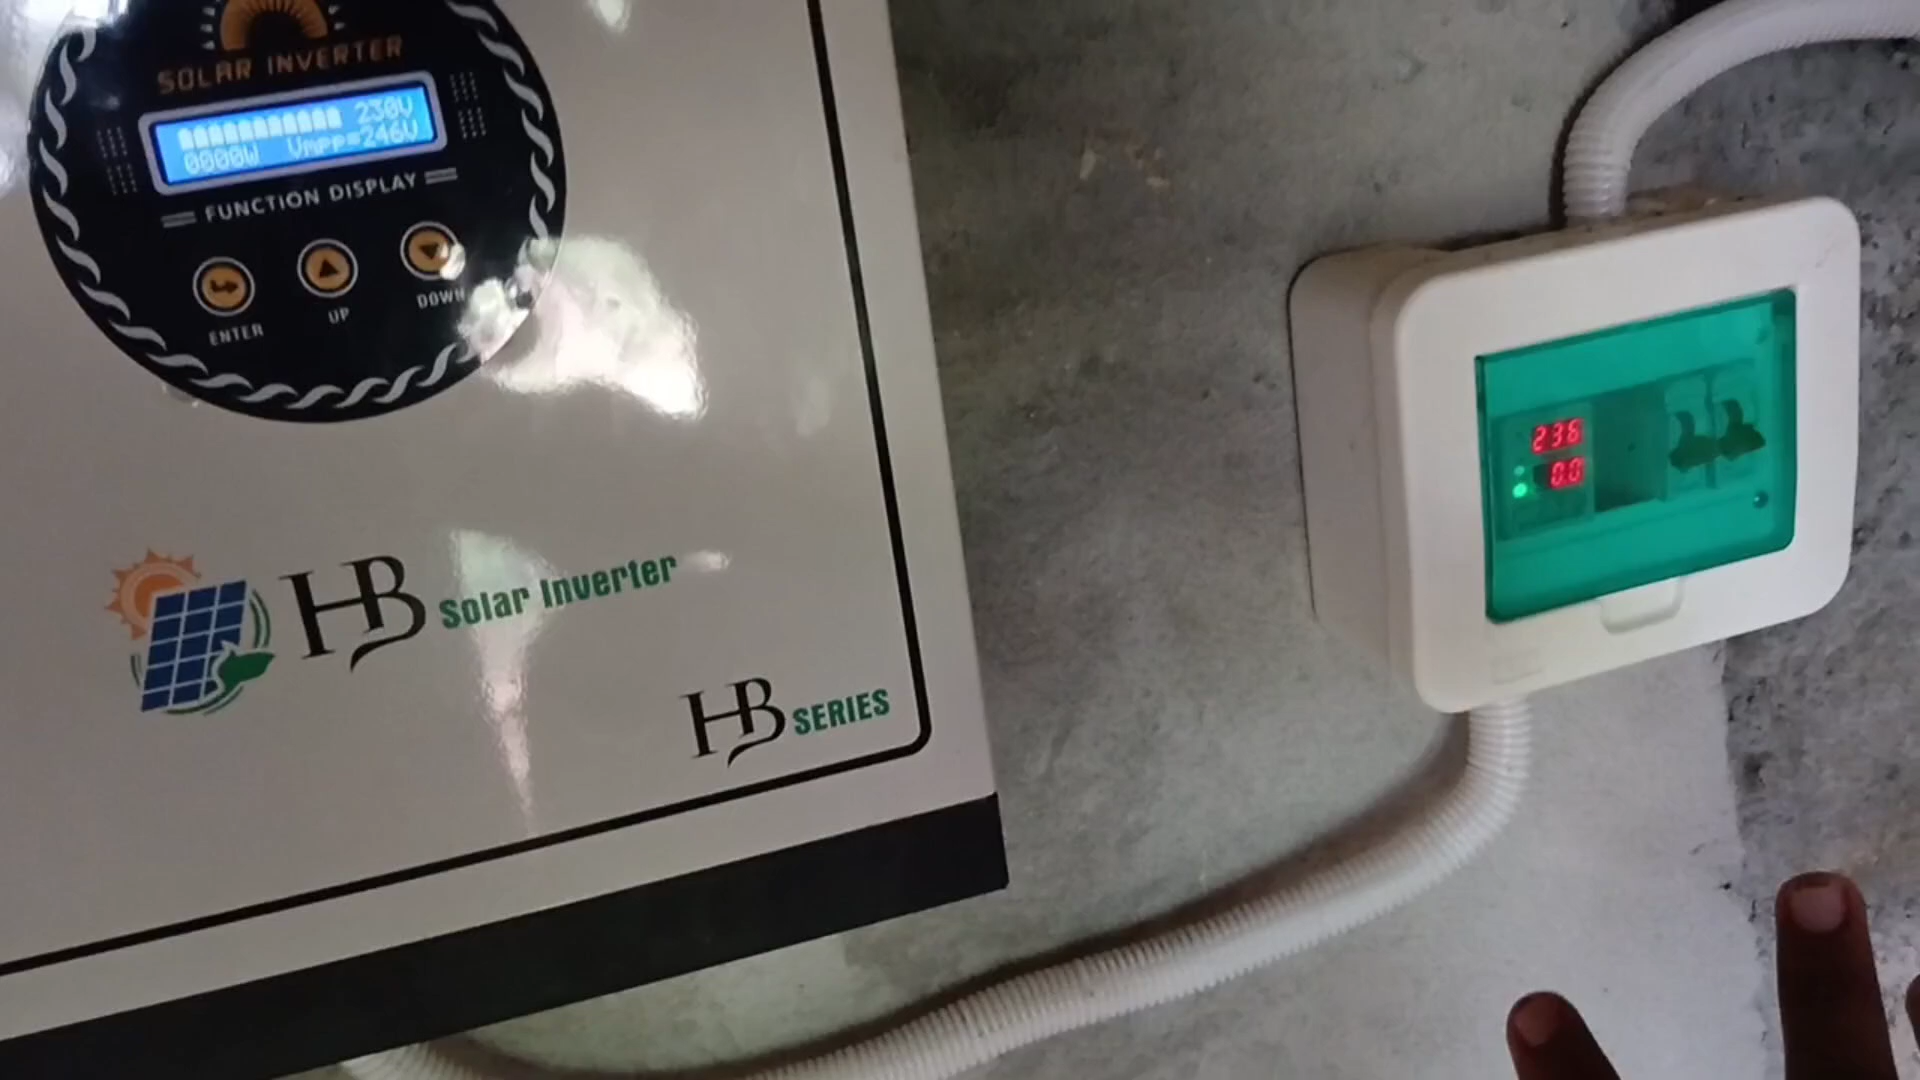 SOLAR INVERTER
230V
0000W Vmpp=246V
FUNCTION DISPLAY
ENTER
UP
DOWN
HB Solar Inverter
HB SERIES
236
0.0